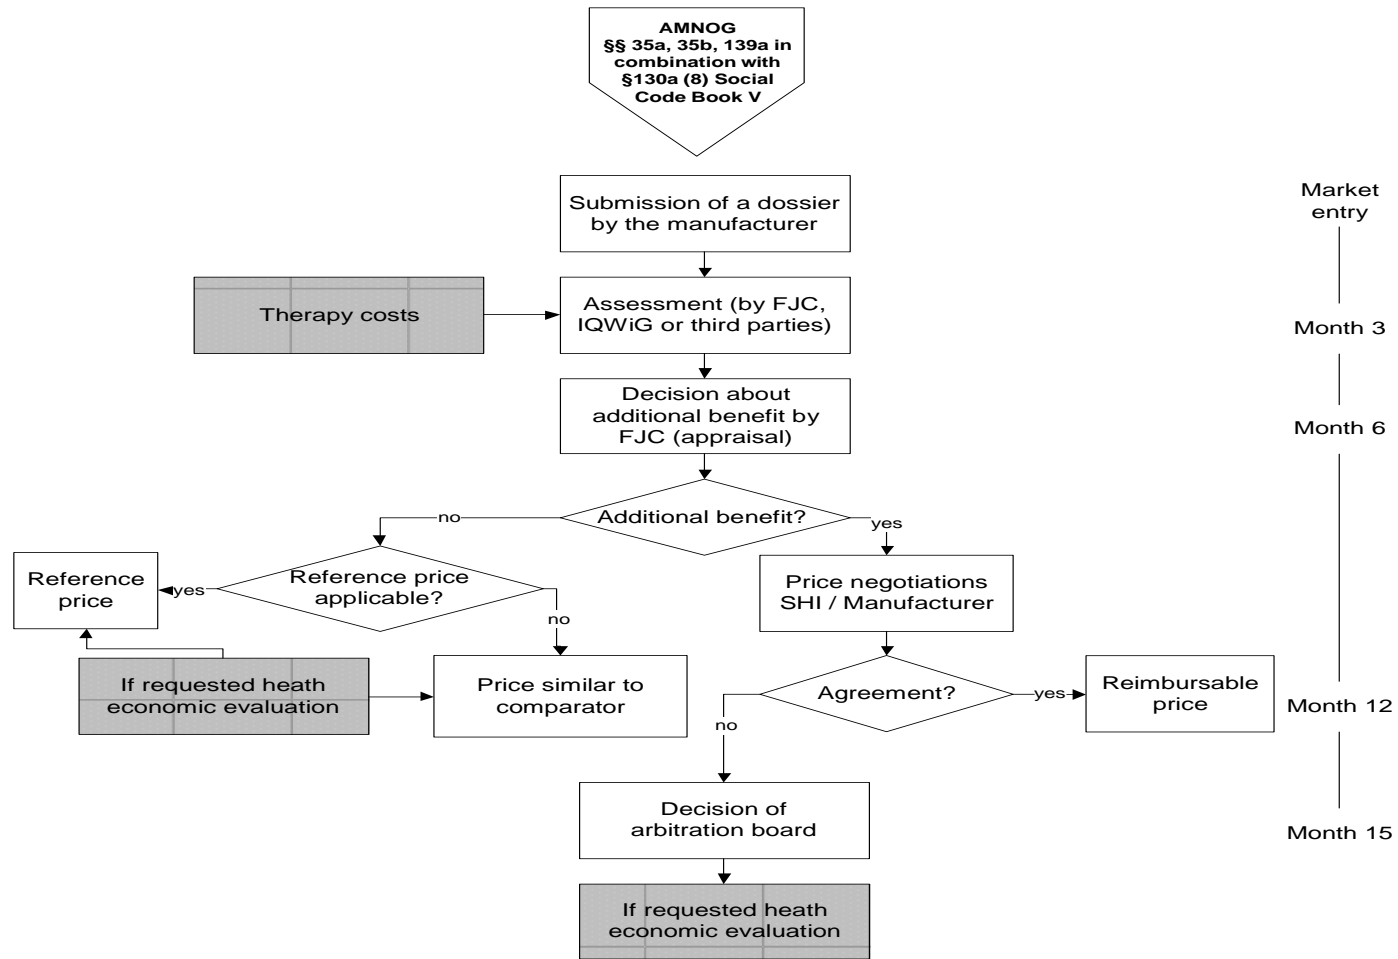 AMNOG
§§ 35a, 35b, 139a in
combination with
§130a (8) Social
Code Book V
Submission of a dossier
by the manufacturer
Market
entry
Therapy costs
Assessment (by FJC,
IQWiG or third parties)
Month 3
Decision about
additional benefit by
FJC (appraisal)
Month 6
Additional benefit?
no
yes
Reference
price
yes
Reference price
applicable?
no
Price negotiations
SHI / Manufacturer
If requested heath
economic evaluation
Price similar to
comparator
Agreement?
yes
Reimbursable
price
Month 12
no
Decision of
arbitration board
Month 15
If requested heath
economic evaluation